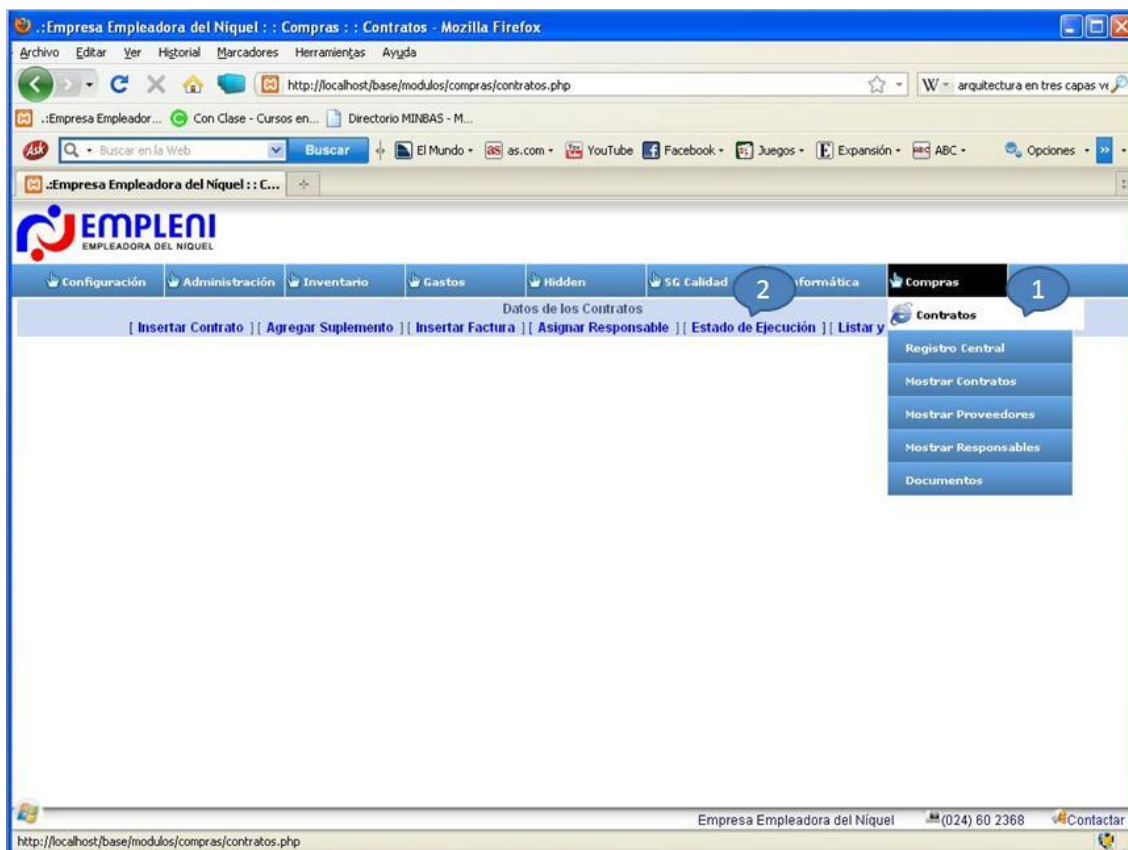 .:Empresa Empleadora del Níquel : : Compras : : Contratos - Mozilla Firefox
Archivo Editar Ver Historial Marcadores Herramientas Ayuda
http://localhost/base/modulos/compras/contratos.php
W arquitectura en tres capas ve
.:Empresa Empleador... Con Clase - Cursos en... Directorio MINBAS - M...
Ask Buscar en la Web Buscar El Mundo as as.com YouTube Facebook Juegos E Expansión ABC Opciones »
.:Empresa Empleadora del Níquel : : C...
EMPLENI
EMPLEADORA DEL NIQUEL
Configuración Administración Inventario Gastos Hidden SG Calidad 2 nformática Compras 1
Datos de los Contratos
[ Insertar Contrato ] [ Agregar Suplemento ] [ Insertar Factura ] [ Asignar Responsable ] [ Estado de Ejecución ] [ Listar y
Contratos
Registro Central
Mostrar Contratos
Mostrar Proveedores
Mostrar Responsables
Documentos
Empresa Empleadora del Níquel (024) 60 2368 Contactar
http://localhost/base/modulos/compras/contratos.php